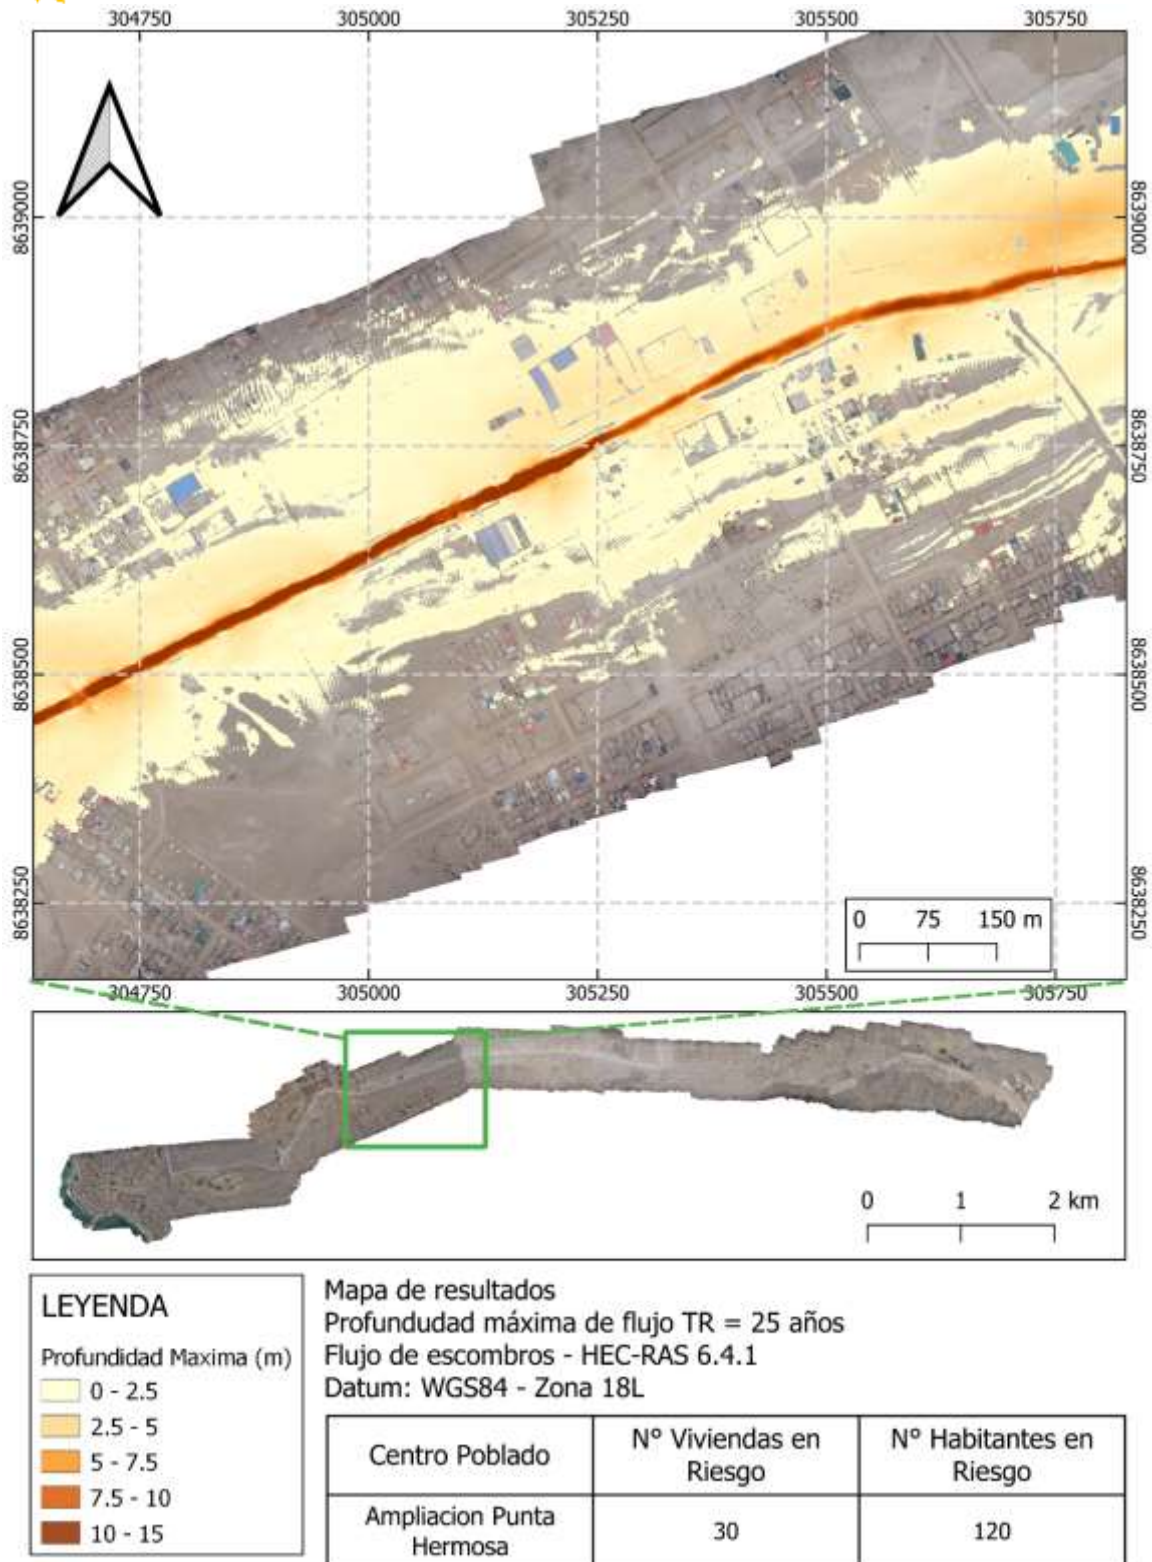 304750 305000 305250 305500 305750
8639000 8639000
8638750 8638750
8638500 8638500
8638250 8638250
0 75 150 m
304750 305000 305250 305500 305750
0 1 2 km
LEYENDA
Profundidad Maxima (m)
0 - 2.5
2.5 - 5
5 - 7.5
7.5 - 10
10 - 15
Mapa de resultados
Profundudad máxima de flujo TR = 25 años
Flujo de escombros - HEC-RAS 6.4.1
Datum: WGS84 - Zona 18L
Centro Poblado
N° Viviendas en
Riesgo
N° Habitantes en
Riesgo
Ampliacion Punta
Hermosa
30
120